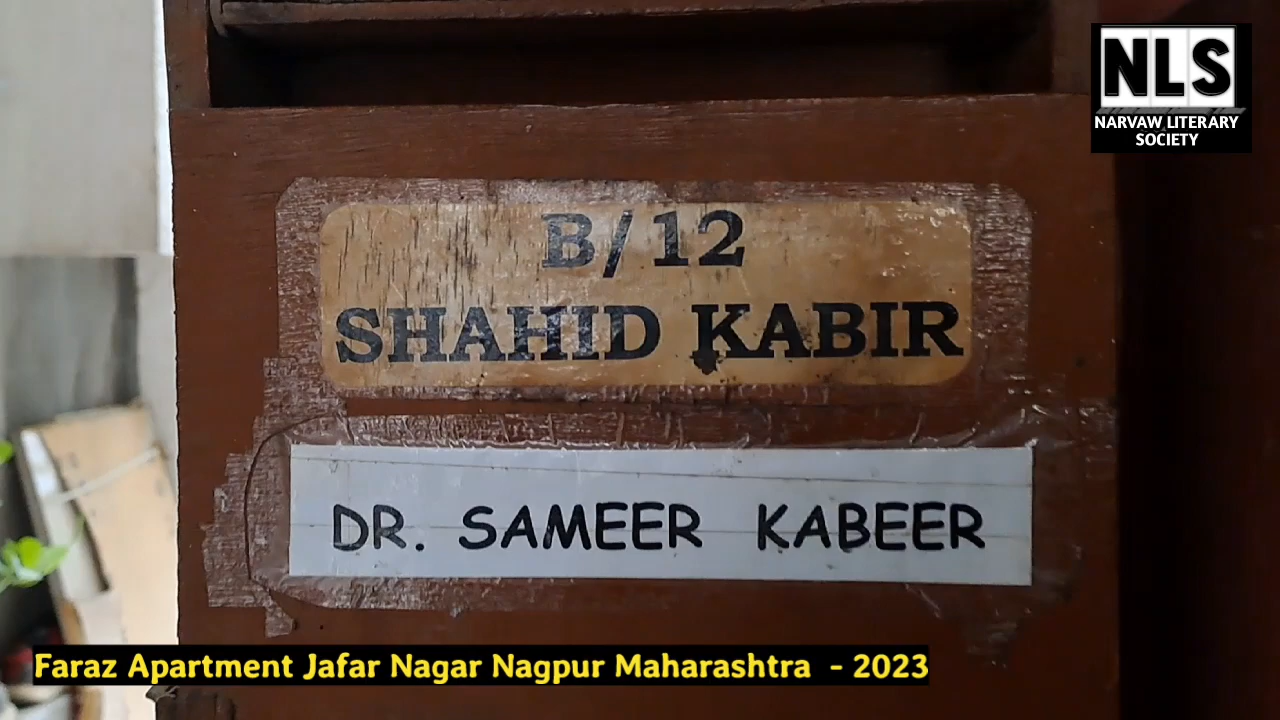 NLS
NARVAW LITERARY
SOCIETY
B/12
SHAHID KABIR
DR. SAMEER KABEER
Faraz Apartment Jafar Nagar Nagpur Maharashtra - 2023